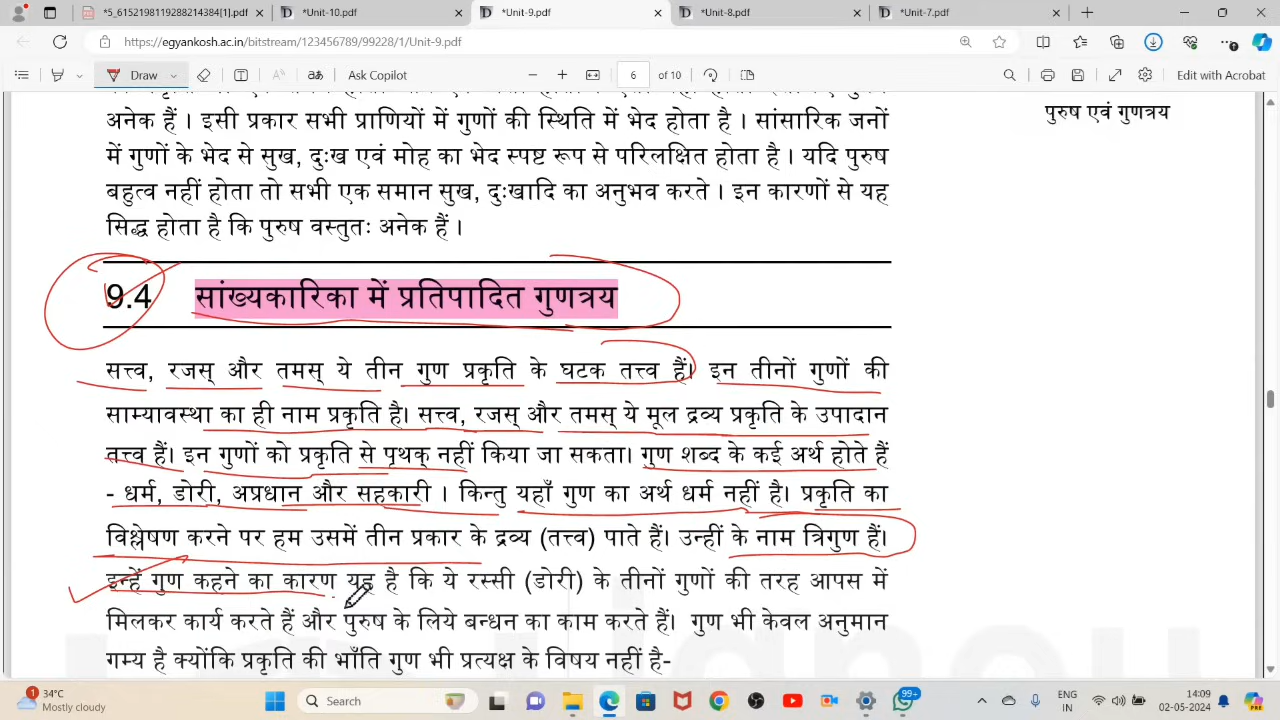 *5_6152198119248214384[1].pdf
*Unit-10.pdf
*Unit-9.pdf
*Unit-8.pdf
*Unit-7.pdf
https://egyankosh.ac.in/bitstream/123456789/99228/1/Unit-9.pdf
Draw
Ask Copilot
6 of 10
Edit with Acrobat
पुरुष एवं गुणत्रय
अनेक हैं । इसी प्रकार सभी प्राणियों में गुणों की स्थिति में भेद होता है । सांसारिक जनों
में गुणों के भेद से सुख, दुःख एवं मोह का भेद स्पष्ट रूप से परिलक्षित होता है । यदि पुरुष
बहुत्व नहीं होता तो सभी एक समान सुख, दुःखादि का अनुभव करते । इन कारणों से यह
सिद्ध होता है कि पुरुष वस्तुतः अनेक हैं ।
9.4 सांख्यकारिका में प्रतिपादित गुणत्रय
सत्त्व, रजस् और तमस् ये तीन गुण प्रकृति के घटक तत्त्व हैं। इन तीनों गुणों की
साम्यावस्था का ही नाम प्रकृति है। सत्त्व, रजस् और तमस् ये मूल द्रव्य प्रकृति के उपादान
तत्त्व हैं। इन गुणों को प्रकृति से पृथक् नहीं किया जा सकता। गुण शब्द के कई अर्थ होते हैं
- धर्म, डोरी, अप्रधान और सहकारी । किन्तु यहाँ गुण का अर्थ धर्म नहीं है। प्रकृति का
विश्लेषण करने पर हम उसमें तीन प्रकार के द्रव्य (तत्त्व) पाते हैं। उन्हीं के नाम त्रिगुण हैं।
इन्हें गुण कहने का कारण यह है कि ये रस्सी (डोरी) के तीनों गुणों की तरह आपस में
मिलकर कार्य करते हैं और पुरुष के लिये बन्धन का काम करते हैं। गुण भी केवल अनुमान
गम्य है क्योंकि प्रकृति की भाँति गुण भी प्रत्यक्ष के विषय नहीं है-
34°C
Mostly cloudy
Search
99+
ENG
IN
14:09
02-05-2024